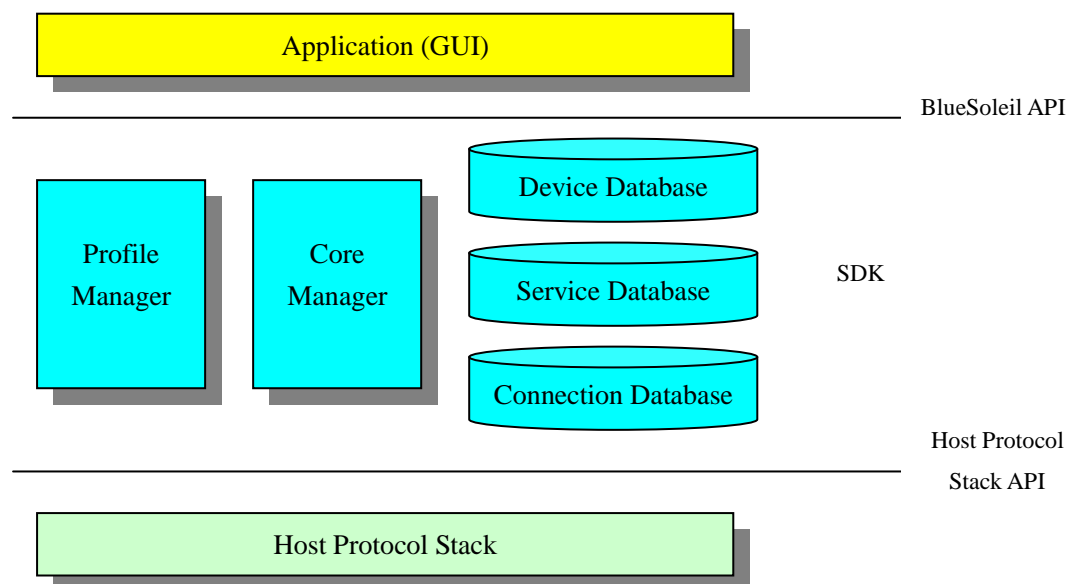 Application (GUI)
BlueSoleil API
Device Database
Profile
Manager
Core
Manager
Service Database
SDK
Connection Database
Host Protocol
Stack API
Host Protocol Stack